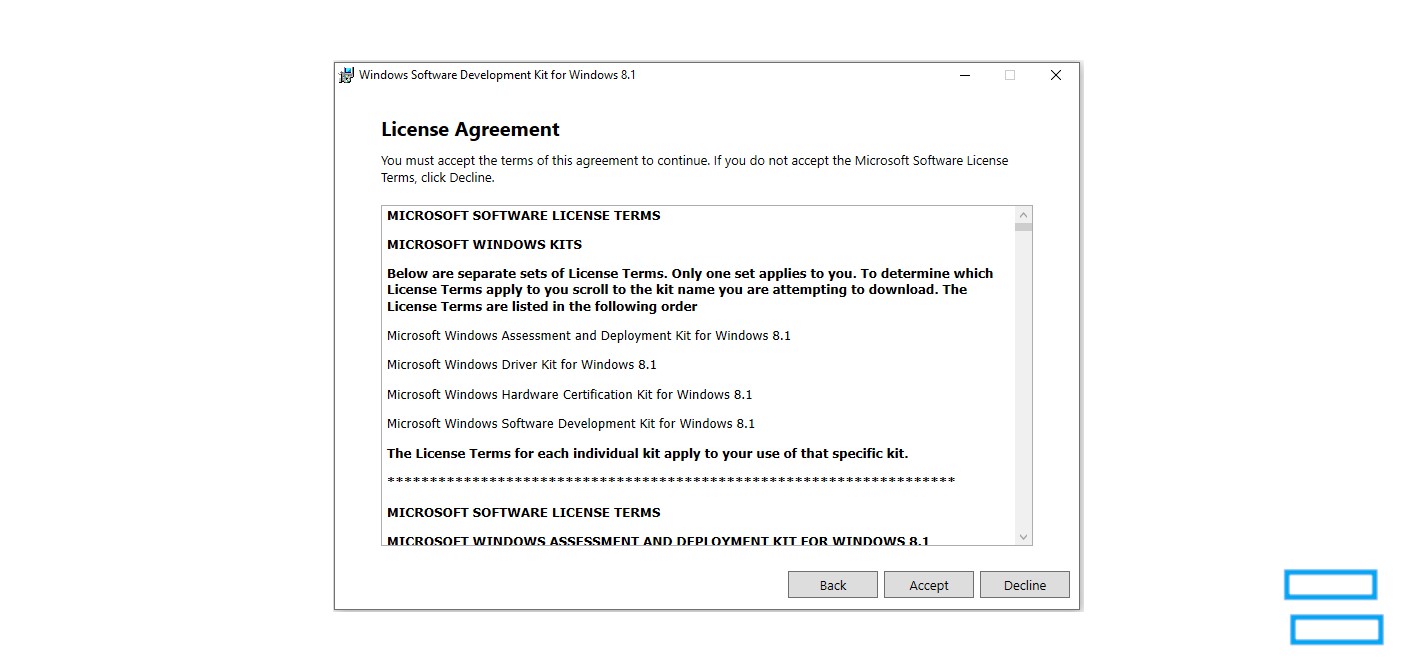 Windows Software Development Kit for Windows 8.1
License Agreement
You must accept the terms of this agreement to continue. If you do not accept the Microsoft Software License
Terms, click Decline.
MICROSOFT SOFTWARE LICENSE TERMS
MICROSOFT WINDOWS KITS
Below are separate sets of License Terms. Only one set applies to you. To determine which
License Terms apply to you scroll to the kit name you are attempting to download. The
License Terms are listed in the following order
Microsoft Windows Assessment and Deployment Kit for Windows 8.1
Microsoft Windows Driver Kit for Windows 8.1
Microsoft Windows Hardware Certification Kit for Windows 8.1
Microsoft Windows Software Development Kit for Windows 8.1
The License Terms for each individual kit apply to your use of that specific kit.
*******************************************************************
MICROSOFT SOFTWARE LICENSE TERMS
MICROSOFT WINDOWS ASSESSMENT AND DEPLOYMENT KIT FOR WINDOWS 8.1
Back Accept Decline